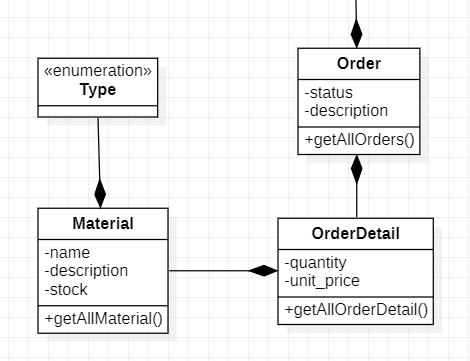 «enumeration»
Type
Order
-status
-description
+getAllOrders()
Material
-name
-description
-stock
+getAllMaterial()
OrderDetail
-quantity
-unit_price
+getAllOrderDetail()